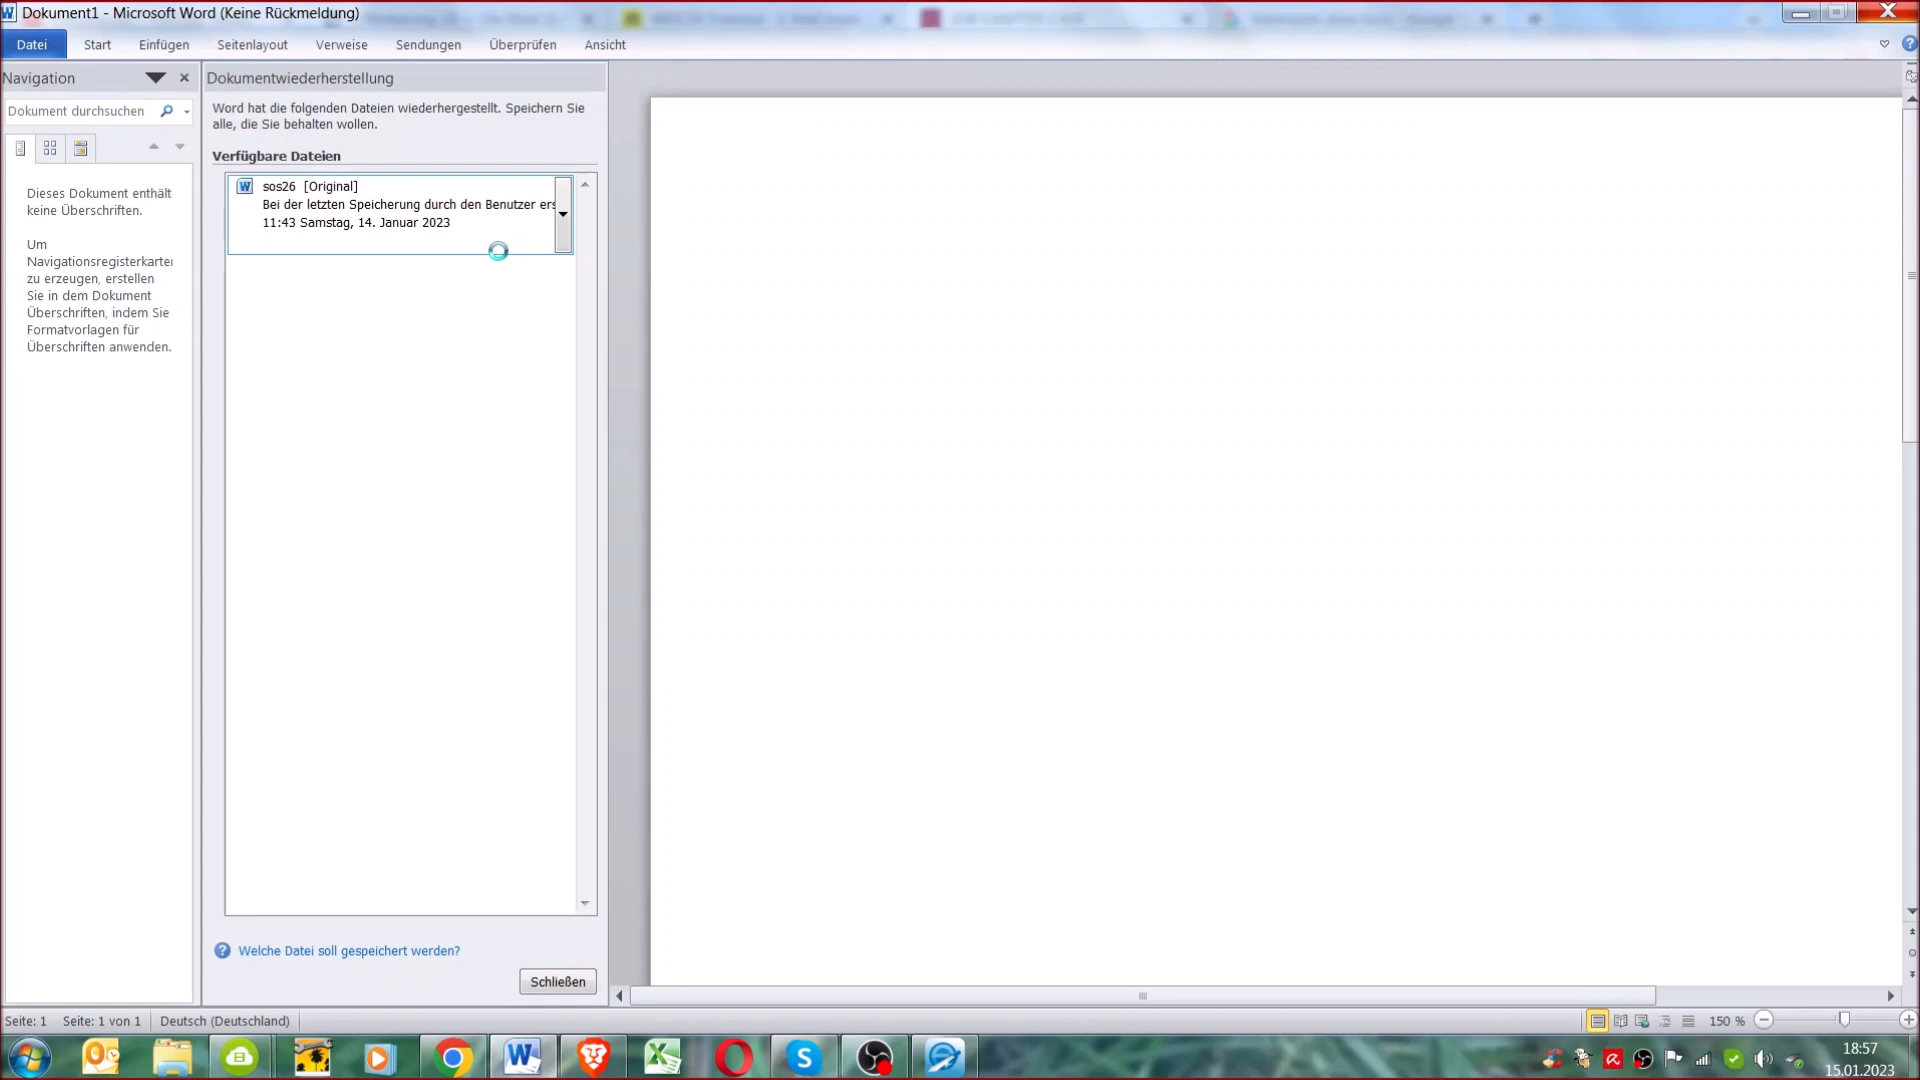 Dokument1 - Microsoft Word (Keine Rückmeldung)
Datei Start Einfügen Seitenlayout Verweise Sendungen Überprüfen Ansicht
Navigation
Dokument durchsuchen
Dieses Dokument enthält
keine Überschriften.
Um
Navigationsregisterkarten
zu erzeugen, erstellen
Sie in dem Dokument
Überschriften, indem Sie
Formatvorlagen für
Überschriften anwenden.
Dokumentwiederherstellung
Word hat die folgenden Dateien wiederhergestellt. Speichern Sie
alle, die Sie behalten wollen.
Verfügbare Dateien
sos26 [Original]
Bei der letzten Speicherung durch den Benutzer ers
11:43 Samstag, 14. Januar 2023
Welche Datei soll gespeichert werden?
Schließen
Seite: 1 Seite: 1 von 1 Deutsch (Deutschland)
150 %
18:57
15.01.2023